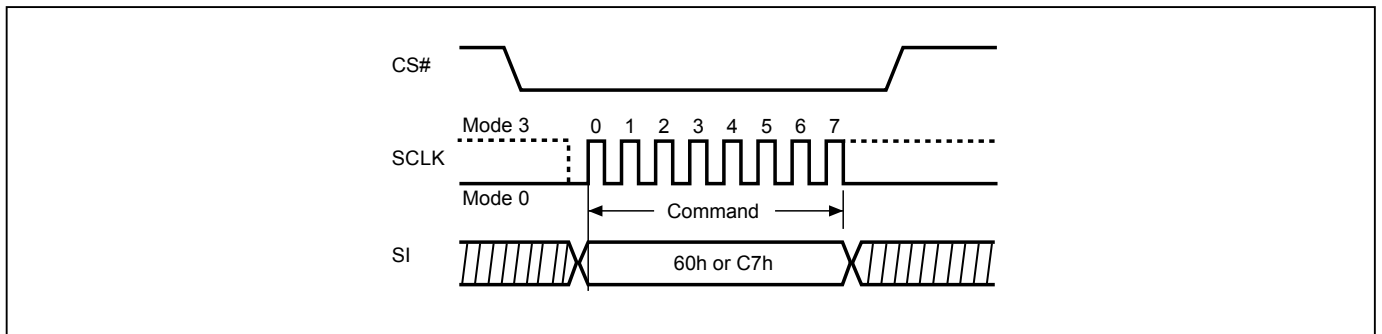 CS#
Mode 3
0 1 2 3 4 5 6 7
SCLK
Mode 0
Command
SI
60h or C7h